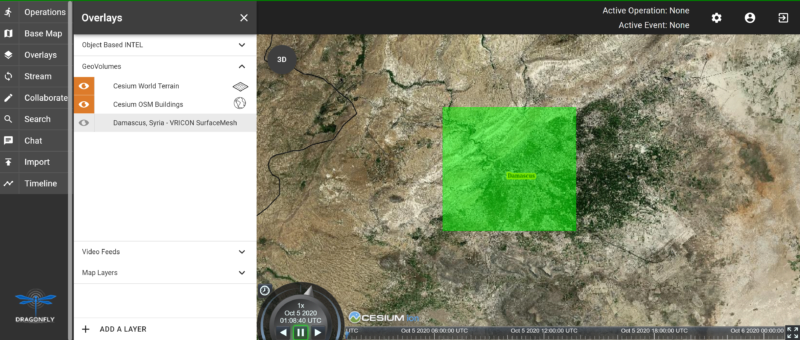 Operations
Base Map
Overlays
Stream
Collaborate
Search
Chat
Import
Timeline
DRAGONFLY
Overlays
Object Based INTEL
GeoVolumes
Cesium World Terrain
Cesium OSM Buildings
Damascus, Syria - VRICON SurfaceMesh
Video Feeds
Map Layers
ADD A LAYER
Active Operation: None
Active Event: None
3D
Damascus
1x
Oct 5 2020
01:08:40 UTC
CESIUM ion
UTC
Oct 5 2020 06:00:00 UTC
Oct 5 2020 12:00:00 UTC
Oct 5 2020 18:00:00 UTC
Oct 6 2020 00:00:00 UTC